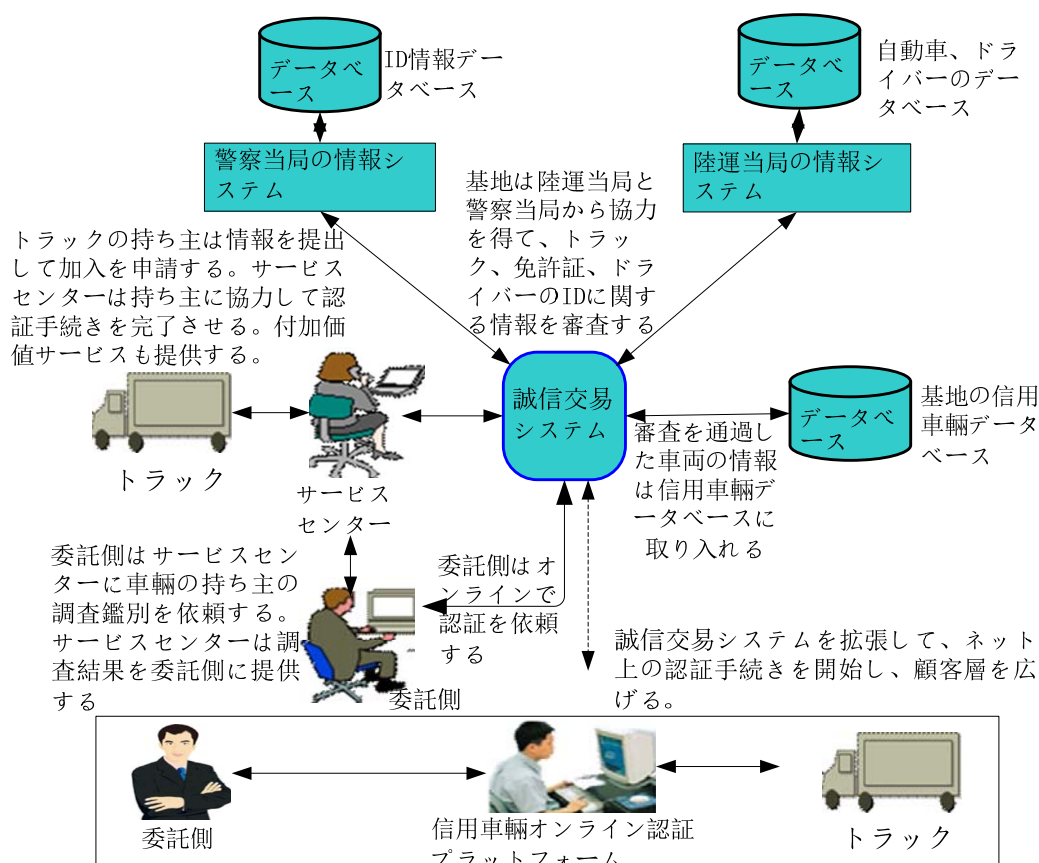 データベ
ース
ID情報デー
タベース
データベ
ース
自動車、ドラ
イバーのデー
タベース
警察当局の情報シ
ステム
陸運当局の情報シ
ステム
基地は陸運当局と
警察当局から協力
を得て、トラッ
ク、免許証、ドラ
イバーのIDに関す
る情報を審査する
トラックの持ち主は情報を提出
して加入を申請する。サービス
センターは持ち主に協力して認
証手続きを完了させる。付加価
値サービスも提供する。
トラック
サービス
センター
誠信交易
システム
データベ
ース
基地の信用
車輌データ
ベース
審査を通過し
た車両の情報
は信用車輌デ
ータベースに
取り入れる
委託側はサービスセン
ターに車輌の持ち主の
調査鑑別を依頼する。
サービスセンターは調
査結果を委託側に提供
する
委託側はオ
ンラインで
認証を依頼
する
委託側
誠信交易システムを拡張して、ネット
上の認証手続きを開始し、顧客層を広
げる。
委託側
信用車輌オンライン認証
プラットフォーム
トラック